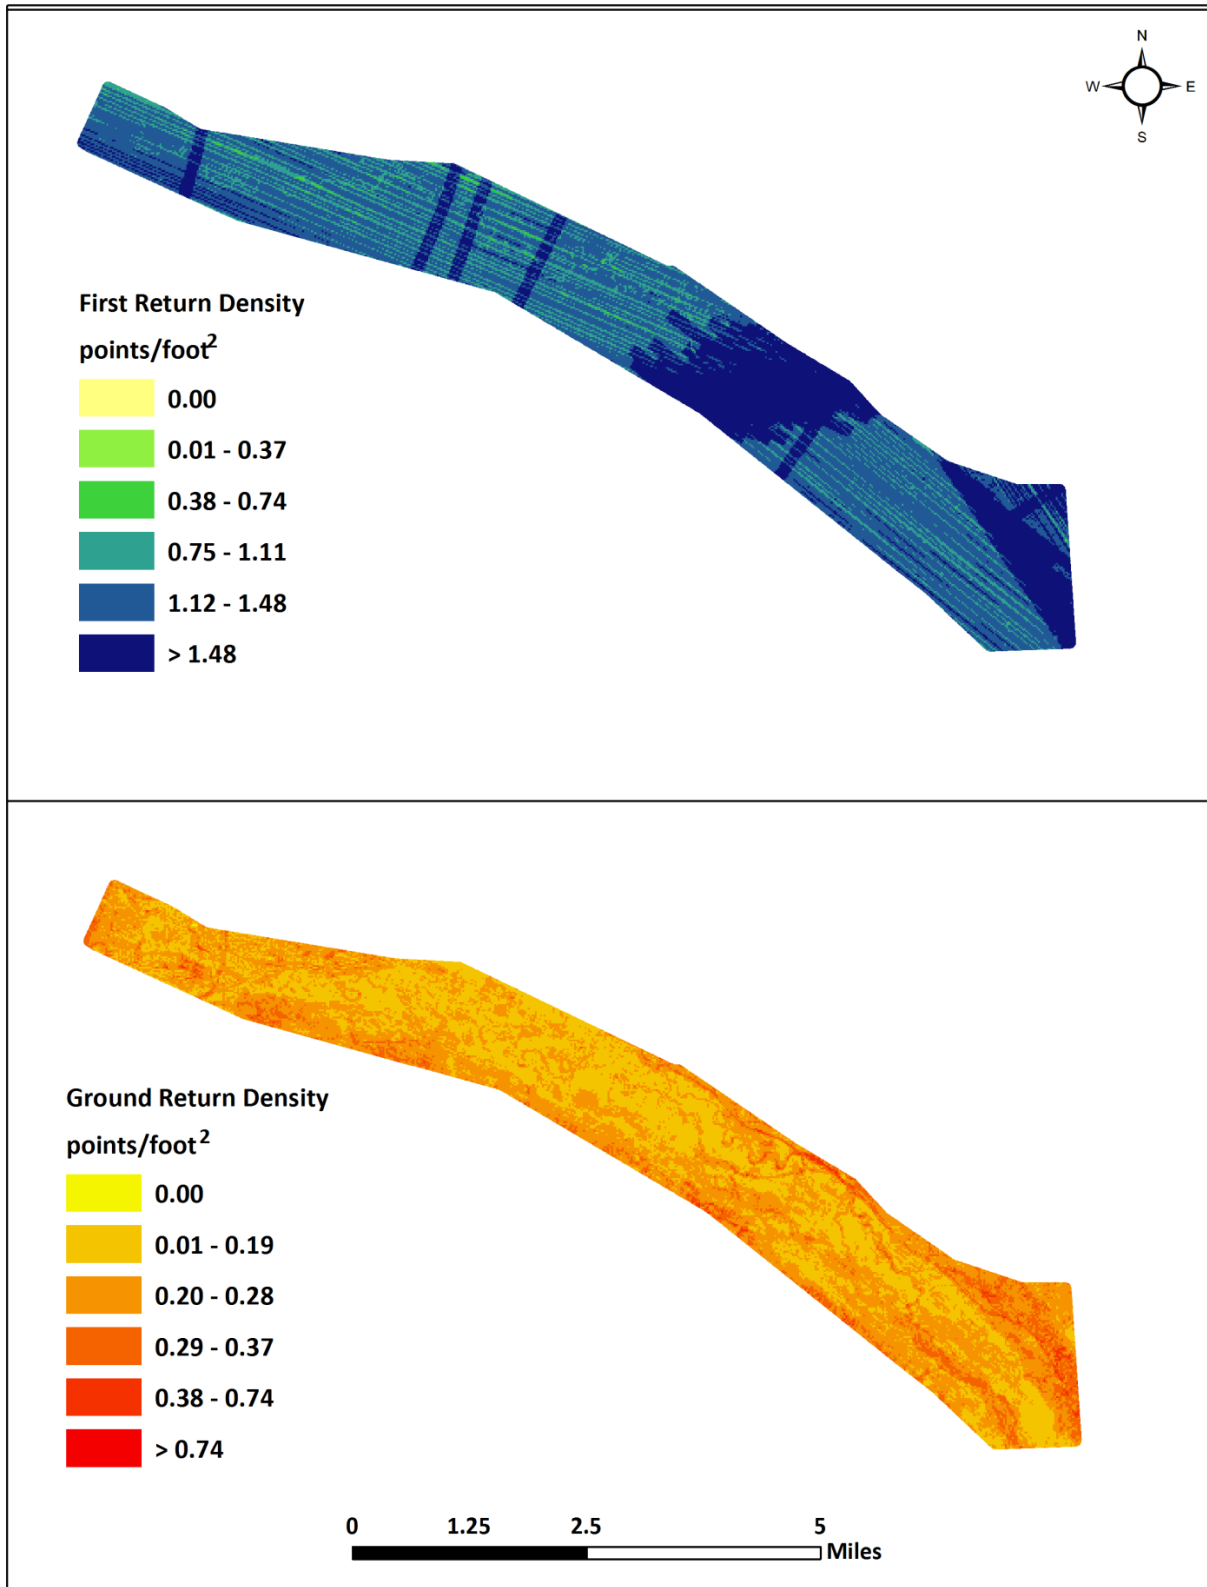 N
W E
S
First Return Density
points/foot²
0.00
0.01 - 0.37
0.38 - 0.74
0.75 - 1.11
1.12 - 1.48
> 1.48
Ground Return Density
points/foot²
0.00
0.01 - 0.19
0.20 - 0.28
0.29 - 0.37
0.38 - 0.74
> 0.74
0 1.25 2.5 5
Miles